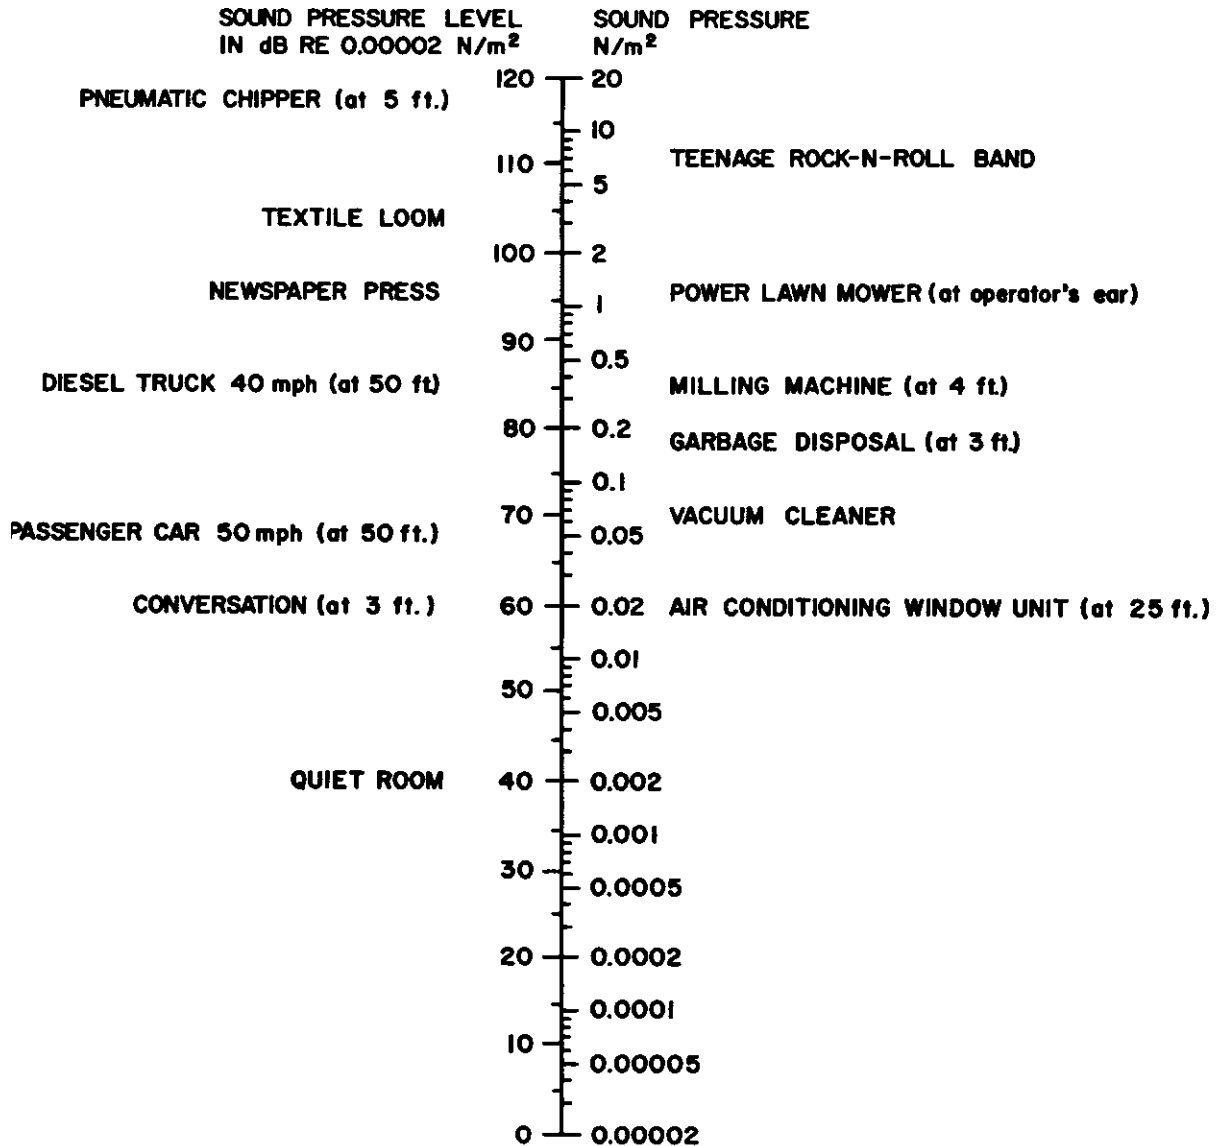 SOUND PRESSURE LEVEL
IN dB RE 0.00002 N/m²
SOUND PRESSURE
N/m²
120 20
PNEUMATIC CHIPPER (at 5 ft.)
10
110 TEENAGE ROCK-N-ROLL BAND
5
TEXTILE LOOM
100 2
NEWSPAPER PRESS POWER LAWN MOWER (at operator's ear)
1
90
0.5
DIESEL TRUCK 40 mph (at 50 ft) MILLING MACHINE (at 4 ft.)
80 0.2
GARBAGE DISPOSAL (at 3 ft.)
0.1
70 VACUUM CLEANER
PASSENGER CAR 50 mph (at 50 ft.) 0.05
CONVERSATION (at 3 ft.) 60 0.02 AIR CONDITIONING WINDOW UNIT (at 25 ft.)
0.01
50
0.005
QUIET ROOM 40 0.002
0.001
30
0.0005
20 0.0002
0.0001
10
0.00005
0 0.00002